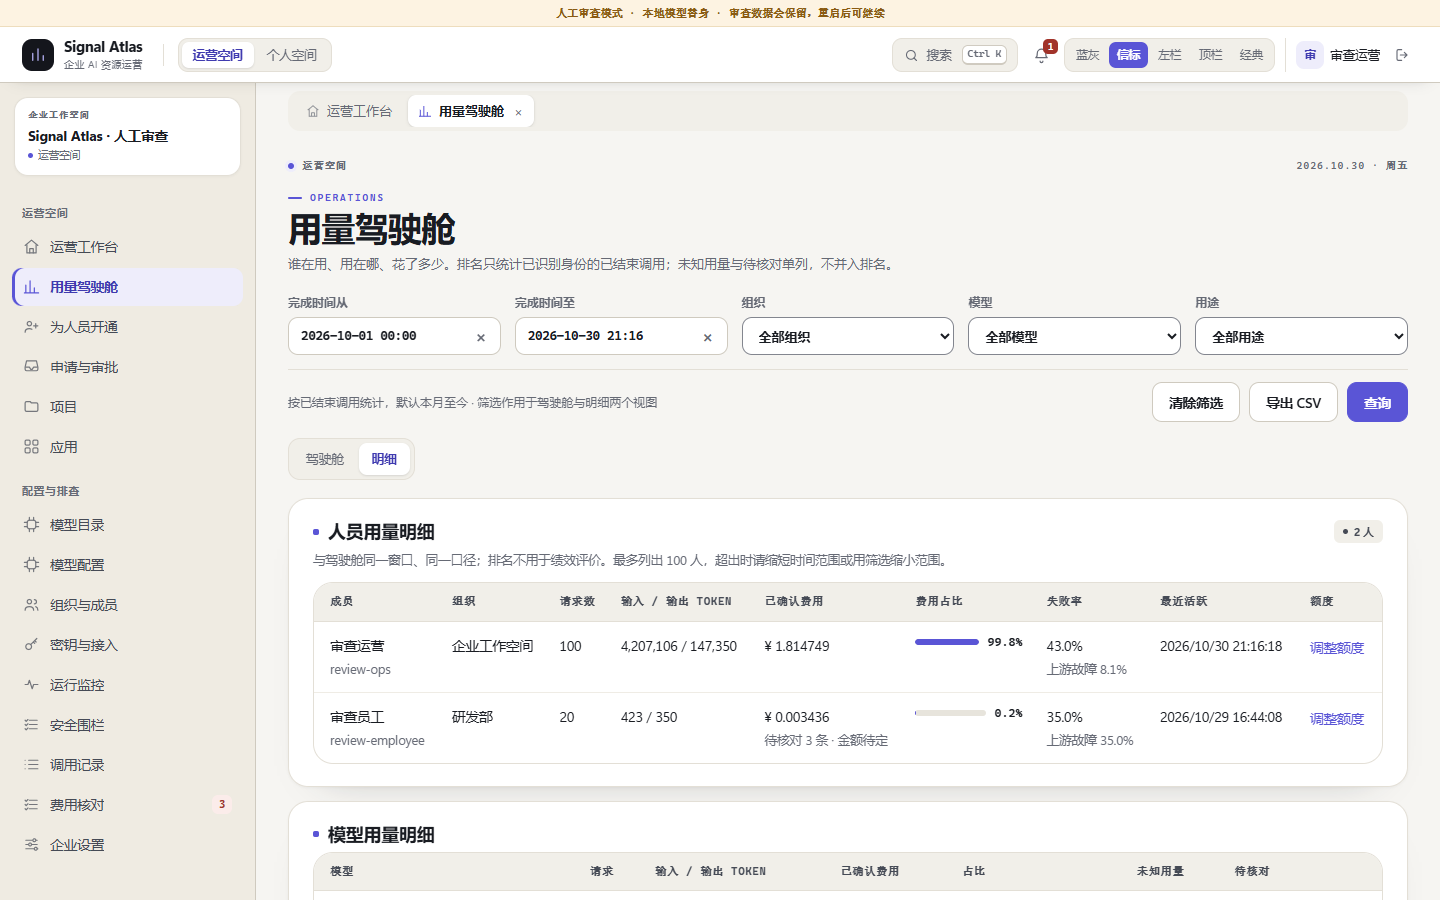 人工审查模式 · 本地模型替身 · 审查数据会保留，重启后可继续
Signal Atlas
企业 AI 资源运营
运营空间
个人空间
搜索
Ctrl K
1
蓝灰
信标
左栏
顶栏
经典
审
审查运营
企业工作空间
Signal Atlas · 人工审查
运营空间
运营空间
运营工作台
用量驾驶舱
为人员开通
申请与审批
项目
应用
配置与排查
模型目录
模型配置
组织与成员
密钥与接入
运行监控
安全围栏
调用记录
费用核对
3
企业设置
运营工作台
用量驾驶舱 ×
运营空间
2026.10.30 · 周五
OPERATIONS
用量驾驶舱
谁在用、用在哪、花了多少。排名只统计已识别身份的已结束调用；未知用量与待核对单列，不并入排名。
完成时间从
完成时间至
组织
模型
用途
2026-10-01 00:00 ×
2026-10-30 21:16 ×
全部组织
全部模型
全部用途
按已结束调用统计，默认本月至今 · 筛选作用于驾驶舱与明细两个视图
清除筛选
导出 CSV
查询
驾驶舱
明细
人员用量明细
2 人
与驾驶舱同一窗口、同一口径；排名不用于绩效评价。最多列出 100 人，超出时请缩短时间范围或用筛选缩小范围。
成员 组织 请求数 输入 / 输出 TOKEN 已确认费用 费用占比 失败率 最近活跃 额度
审查运营 企业工作空间 100 4,207,106 / 147,350 ¥ 1.814749 99.8% 43.0% 2026/10/30 21:16:18 调整额度
review-ops 上游故障 8.1%
审查员工 研发部 20 423 / 350 ¥ 0.003436 0.2% 35.0% 2026/10/29 16:44:08 调整额度
review-employee 待核对 3 条 · 金额待定 上游故障 35.0%
模型用量明细
模型 请求 输入 / 输出 TOKEN 已确认费用 占比 未知用量 待核对